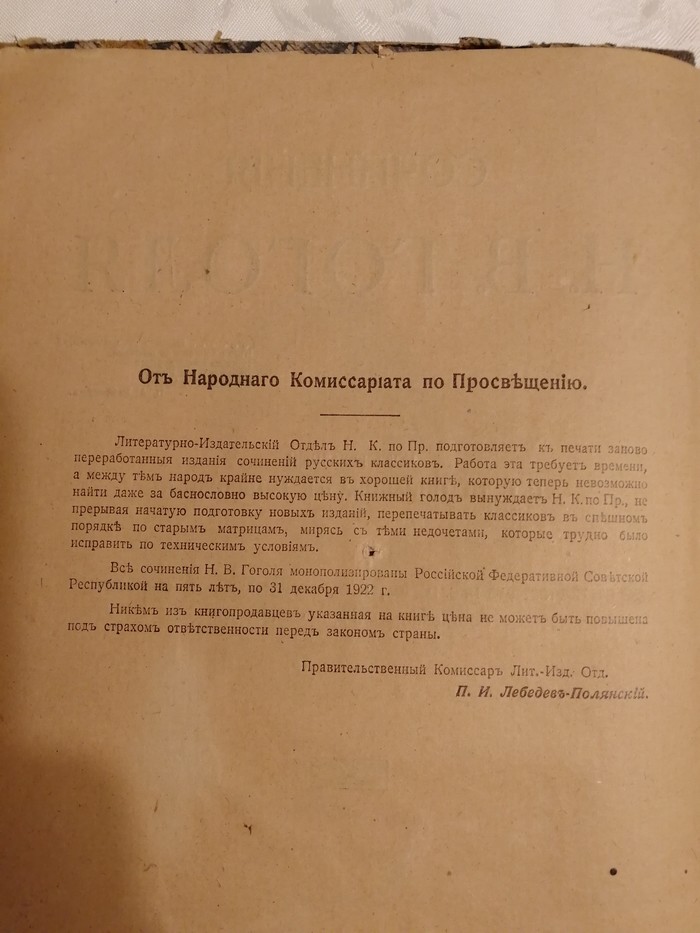 Отъ Народнаго Комиссаріата по Просвѣщенію.
Литературно-Издательскій Отдѣлъ Н. К. по Пр. подготовляетъ къ печати заново
переработанныя изданія сочиненій русскихъ классиковъ. Работа эта требуетъ времени,
а между тѣмъ народъ крайне нуждается въ хорошей книгѣ, которую теперь невозможно
найти даже за баснословно высокую цѣну. Книжный голодъ вынуждаетъ Н. К. по Пр., не
прерывая начатую подготовку новыхъ изданій, перепечатывать классиковъ въ спѣшномъ
порядкѣ по старымъ матрицамъ, мирясь съ тѣми недочетами, которые трудно было
исправить по техническимъ условіямъ.
Всѣ сочиненія Н. В. Гоголя монополизированы Россійской Федеративной Совѣтской
Республикой на пять лѣтъ, по 31 декабря 1922 г.
Никѣмъ изъ книгопродавцевъ указанная на книгѣ цѣна не можетъ быть повышена
подъ страхомъ отвѣтственности передъ закономъ страны.
Правительственный Комиссаръ Лит.-Изд. Отд.
П. И. Лебедевъ-Полянскій.